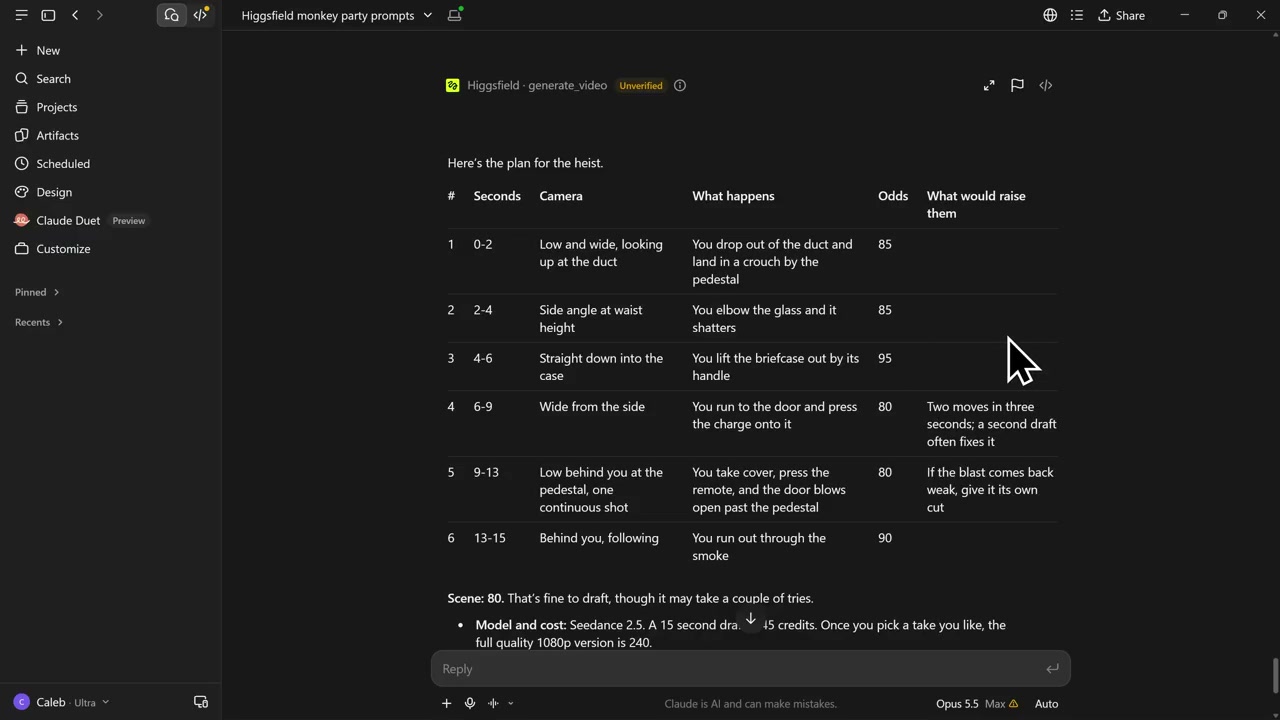 Higgsfield monkey party prompts
Share
New
Search
Projects
Artifacts
Scheduled
Design
Claude Duet Preview
Customize
Pinned
Recents
Higgsfield · generate_video Unverified
Here's the plan for the heist.
# Seconds Camera What happens Odds What would raise
them
1 0-2 Low and wide, looking You drop out of the duct and 85
up at the duct land in a crouch by the
pedestal
2 2-4 Side angle at waist You elbow the glass and it 85
height shatters
3 4-6 Straight down into the You lift the briefcase out by its 95
case handle
4 6-9 Wide from the side You run to the door and press 80 Two moves in three
the charge onto it seconds; a second draft
often fixes it
5 9-13 Low behind you at the You take cover, press the 80 If the blast comes back
pedestal, one remote, and the door blows weak, give it its own
continuous shot open past the pedestal cut
6 13-15 Behind you, following You run out through the 90
smoke
Scene: 80. That's fine to draft, though it may take a couple of tries.
• Model and cost: Seedance 2.5. A 15 second 45 credits. Once you pick a take you like, the
full quality 1080p version is 240.
Reply
Claude is AI and can make mistakes.
Opus 5.5 Max Auto
C Caleb · Ultra